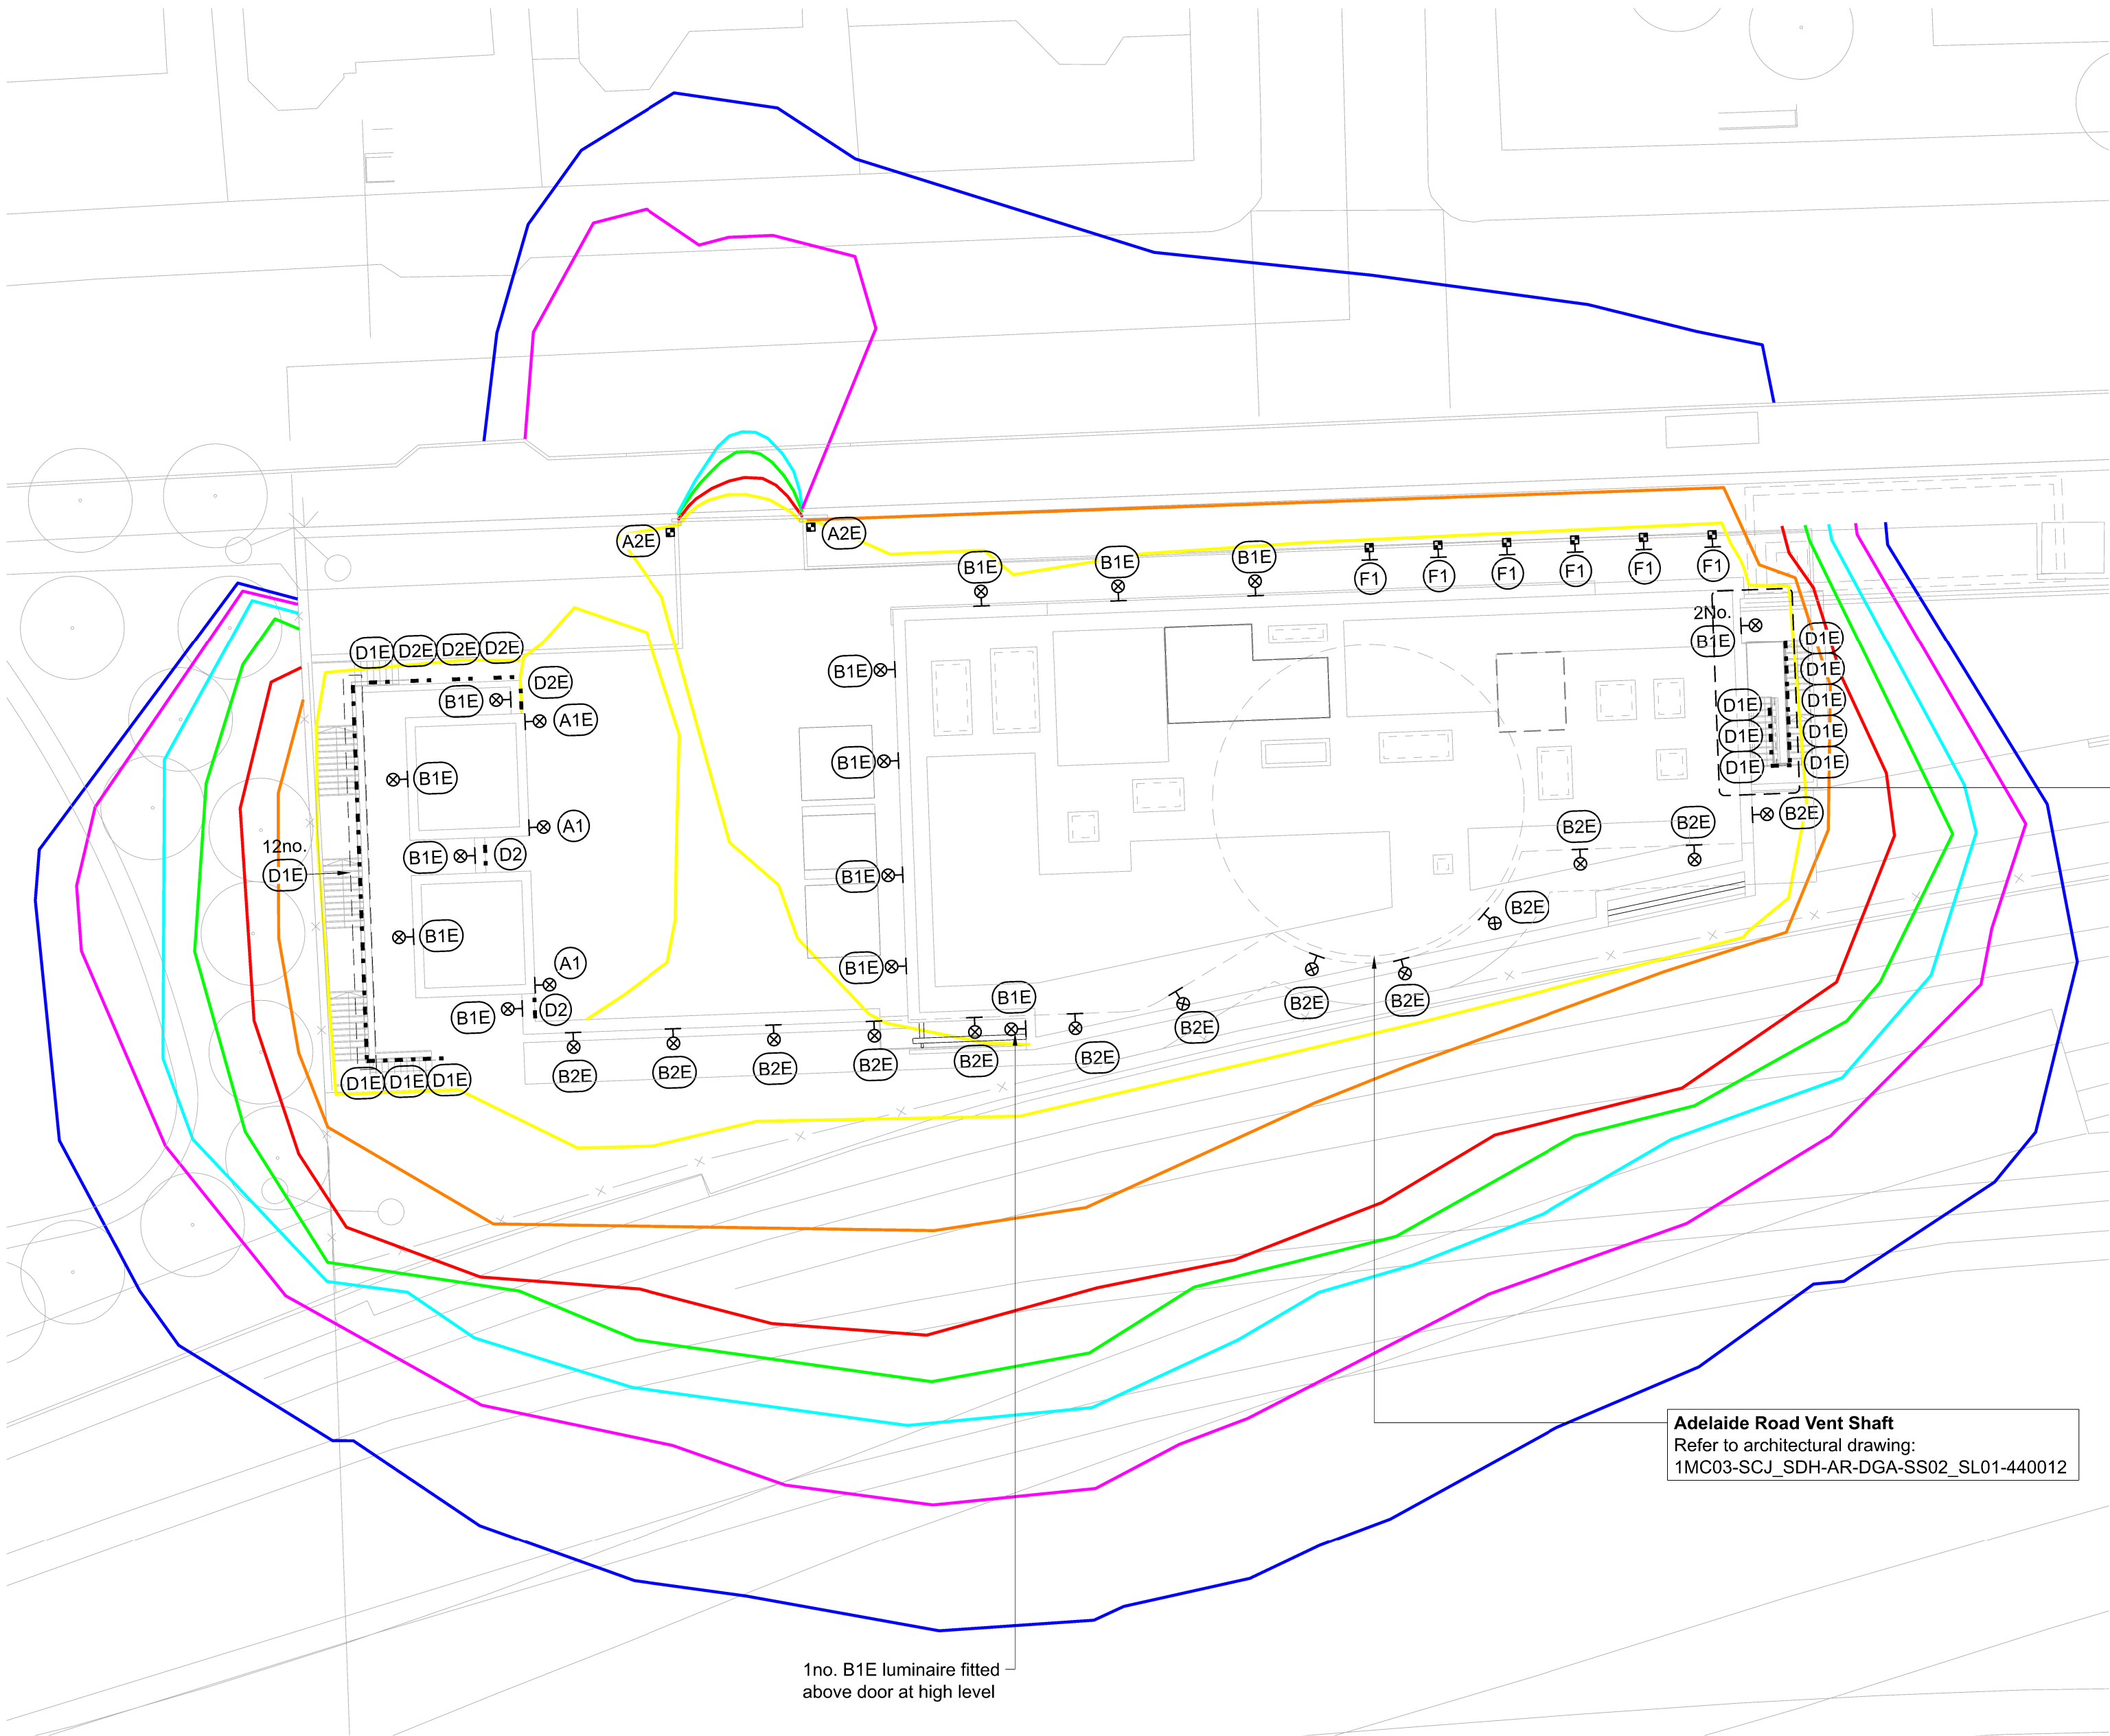 A2E
A2E
B1E
B1E
B1E
F1
F1
F1
F1
F1
F1
2No.
B1E
D1E
D1E
D1E
D1E
D1E
D1E
D1E
D1E
B2E
D1E
D2E
D2E
D2E
D2E
B1E
A1E
B1E
B1E
A1
B1E
D2
12no.
D1E
B1E
A1
B1E
D2
D1E
D1E
D1E
B1E
B1E
B1E
B1E
B2E
B2E
B2E
B2E
B2E
B2E
B2E
B2E
B2E
B2E
B2E
B2E
B2E
Adelaide Road Vent Shaft
Refer to architectural drawing:
1MC03-SCJ_SDH-AR-DGA-SS02_SL01-440012
1no. B1E luminaire fitted
above door at high level